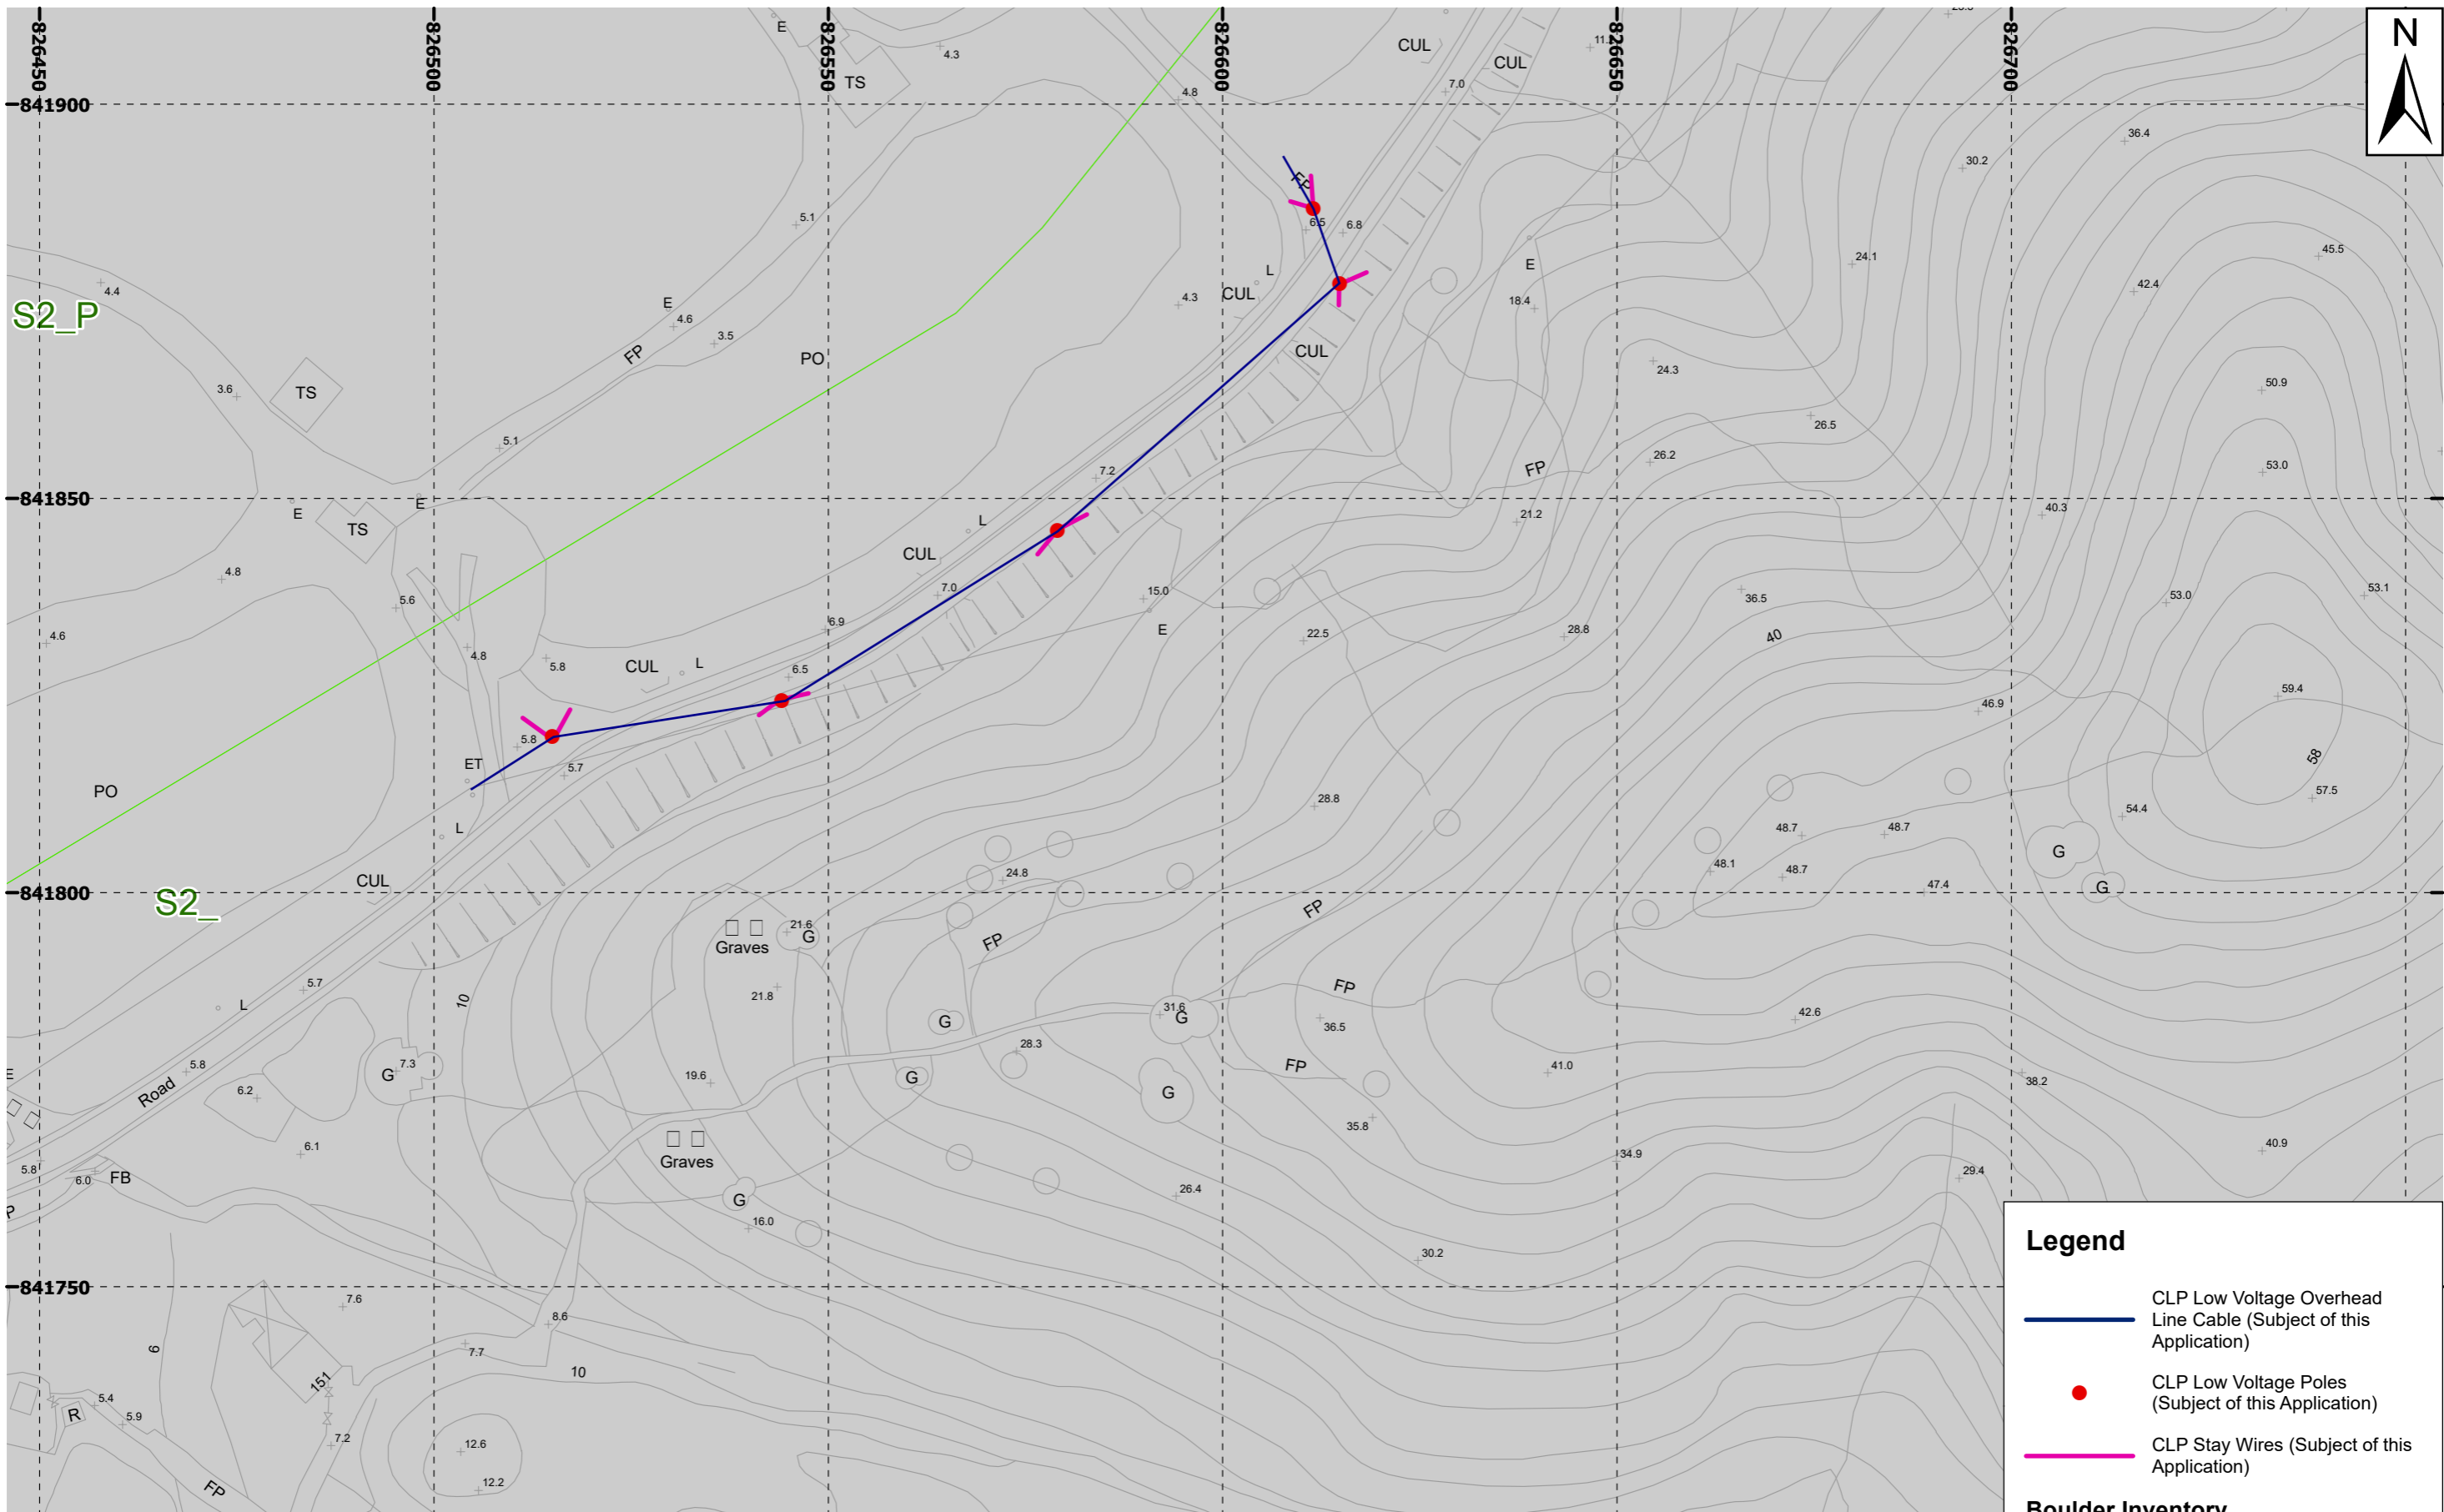 826450
826500
826550
826600
826650
826700
N
841900
841850
841800
841750
E
TS
4.3
4.8
CUL
7.0
CUL
36.4
30.2
FP
6.5
6.8
5.1
4.4
S2_P
E
4.6
3.5
FP
PO
L
CUL
4.3
CUL
E
18.4
24.1
42.4
45.5
3.6
TS
24.3
50.9
26.5
5.1
7.2
FP
26.2
53.0
E
TS
E
L
CUL
21.2
40.3
4.8
5.6
7.0
15.0
36.5
53.0
53.1
4.6
4.8
5.8
6.9
E
22.5
28.8
40
CUL
L
6.5
59.4
46.9
5.8
ET
5.7
58
57.5
PO
28.8
54.4
L
48.7
48.7
G
CUL
24.8
48.1
48.7
47.4
G
S2_
21.6
G
Graves
FP
FP
5.7
L
10
21.8
FP
31.6
G
G
36.5
42.6
28.3
5.8
G
7.3
19.6
G
FP
G
41.0
38.2
Road
6.2
35.8
6.1
Graves
34.9
40.9
5.8
6.0
FB
P
G
26.4
29.4
16.0
30.2
7.6
8.6
6
7.7
10
151
5.4
R
5.9
7.2
12.6
12.2
FP
Legend
CLP Low Voltage Overhead
Line Cable (Subject of this
Application)
CLP Low Voltage Poles
(Subject of this Application)
CLP Stay Wires (Subject of this
Application)
Boulder Inventory